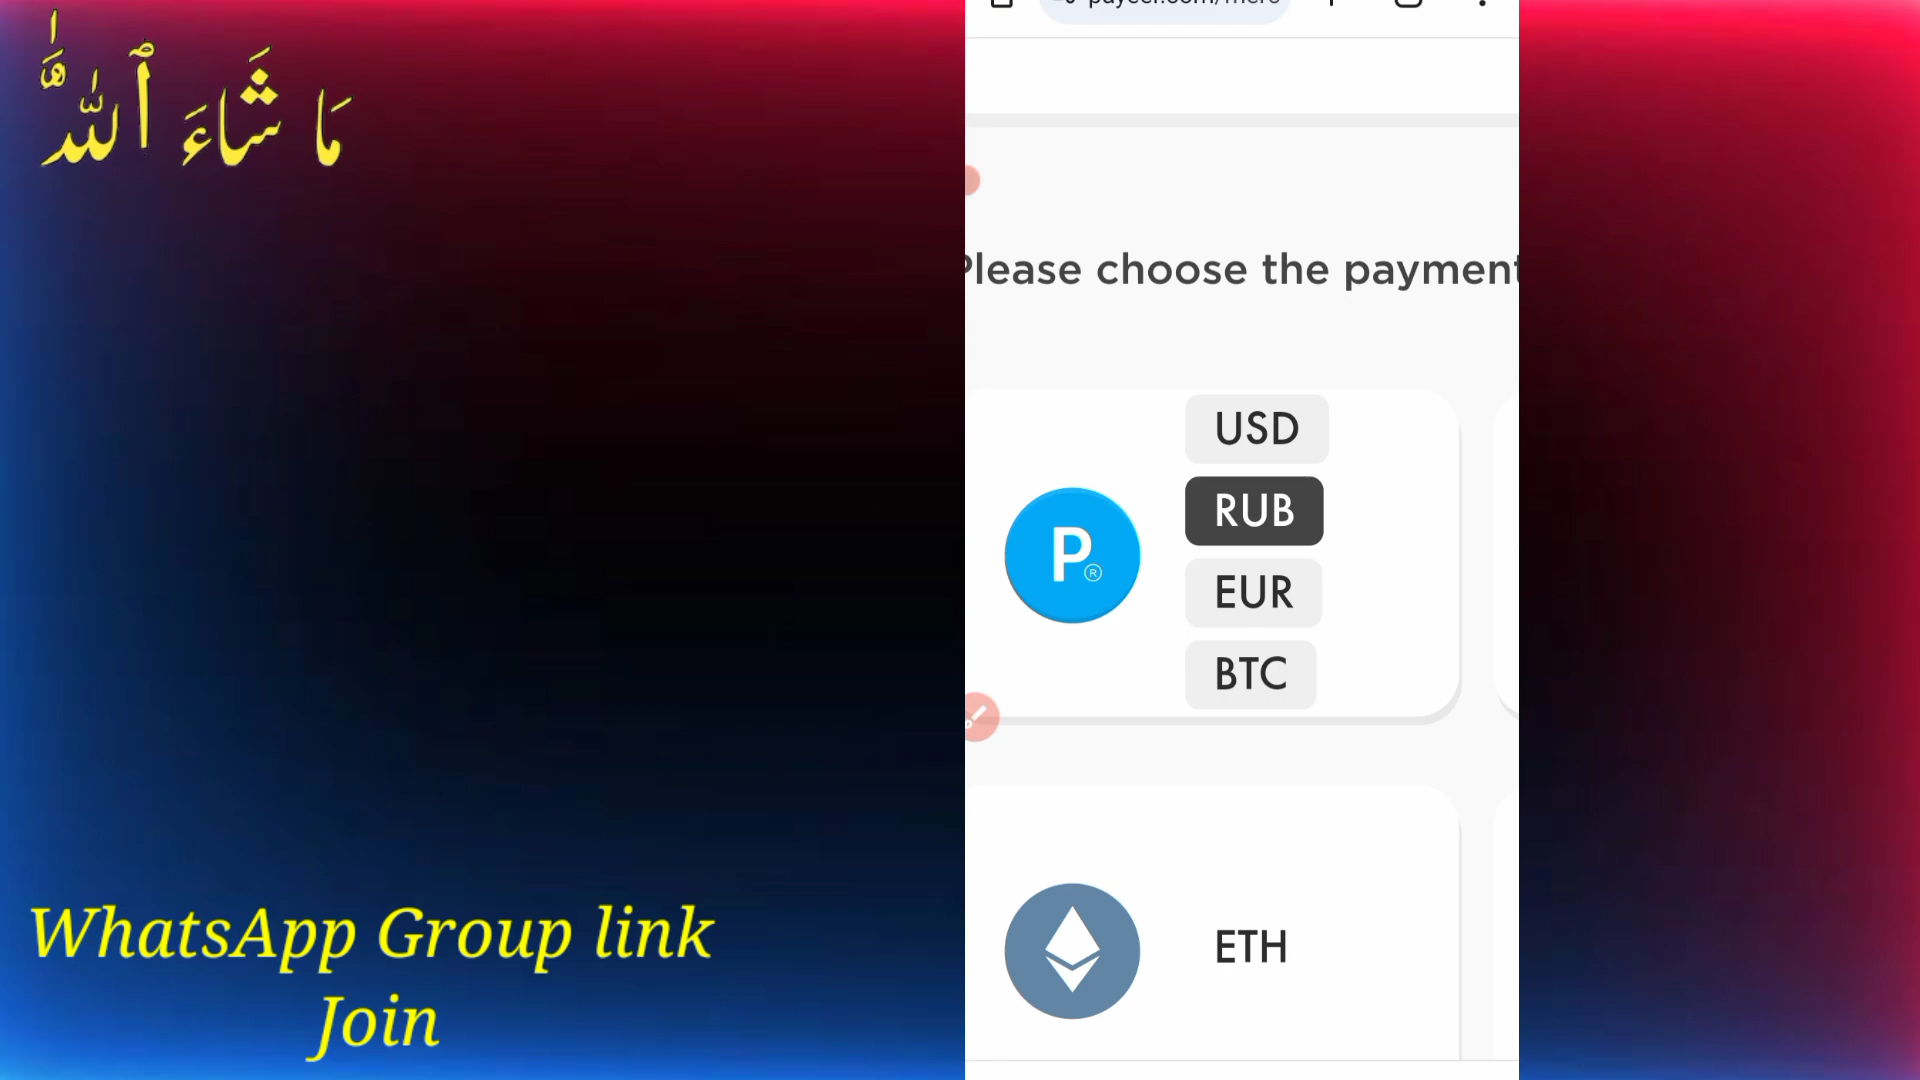 مَا شَاءَ ٱللّٰهُ
Please choose the payment
USD
RUB
P®
EUR
BTC
ETH
WhatsApp Group link
Join